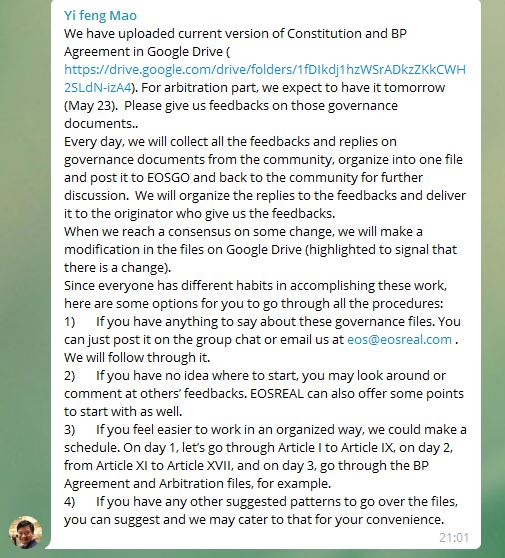 Yi feng Mao
We have uploaded current version of Constitution and BP
Agreement in Google Drive (
https://drive.google.com/drive/folders/1fDIkdj1hzWSrADkzZKkCWH
2SLdN-izA4). For arbitration part, we expect to have it tomorrow
(May 23).  Please give us feedbacks on those governance
documents..
Every day, we will collect all the feedbacks and replies on
governance documents from the community, organize into one file
and post it to EOSGO and back to the community for further
discussion.  We will organize the replies to the feedbacks and deliver
it to the originator who give us the feedbacks.
When we reach a consensus on some change, we will make a
modification in the files on Google Drive (highlighted to signal that
there is a change).
Since everyone has different habits in accomplishing these work,
here are some options for you to go through all the procedures:
1)      If you have anything to say about these governance files. You
can just post it on the group chat or email us at eos@eosreal.com .
We will follow through it.
2)      If you have no idea where to start, you may look around or
comment at others' feedbacks. EOSREAL can also offer some points
to start with as well.
3)      If you feel easier to work in an organized way, we could make a
schedule. On day 1, let's go through Article I to Article IX, on day 2,
from Article XI to Article XVII, and on day 3, go through the BP
Agreement and Arbitration files, for example.
4)      If you have any other suggested patterns to go over the files,
you can suggest and we may cater to that for your convenience.
21:01